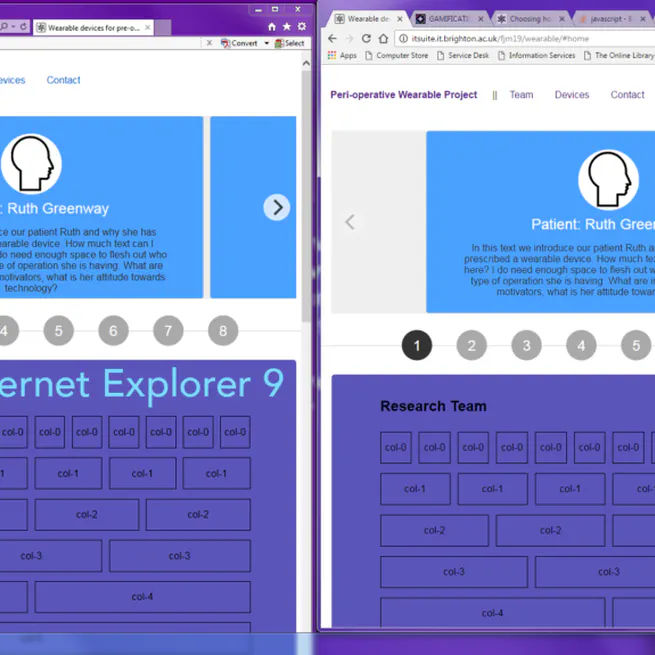 Wearable devices for pre-o...
Convert
Select
evices
Contact
: Ruth Greenway
ce our patient Ruth and why she has
earable device. How much text can I
do need enough space to flesh out who
e of operation she is having. What are
motivators, what is her attitude towards
technology?
4
5
6
7
8
ernet Explorer 9
col-0
col-0
col-0
col-0
col-0
col-0
col-0
1
col-1
col-1
col-1
col-2
col-2
col-3
col-3
col-4
Wearable de
GAMIFICATI
Choosing ho
javascript - E
itsuite.it.brighton.ac.uk/fjm19/wearable/#home
Apps
Computer Store
Service Desk
Information Services
The Online Library
Peri-operative Wearable Project || Team Devices Contact
Patient: Ruth Green
In this text we introduce our patient Ruth a
prescribed a wearable device. How much te
here? I do need enough space to flesh out w
type of operation she is having. What are i
motivators, what is her attitude towar
1
2
3
4
5
Research Team
col-0
col-0
col-0
col-0
col-0
col-0
col-0
col-1
col-1
col-1
col-1
col-2
col-2
col-3
col-3
col-4